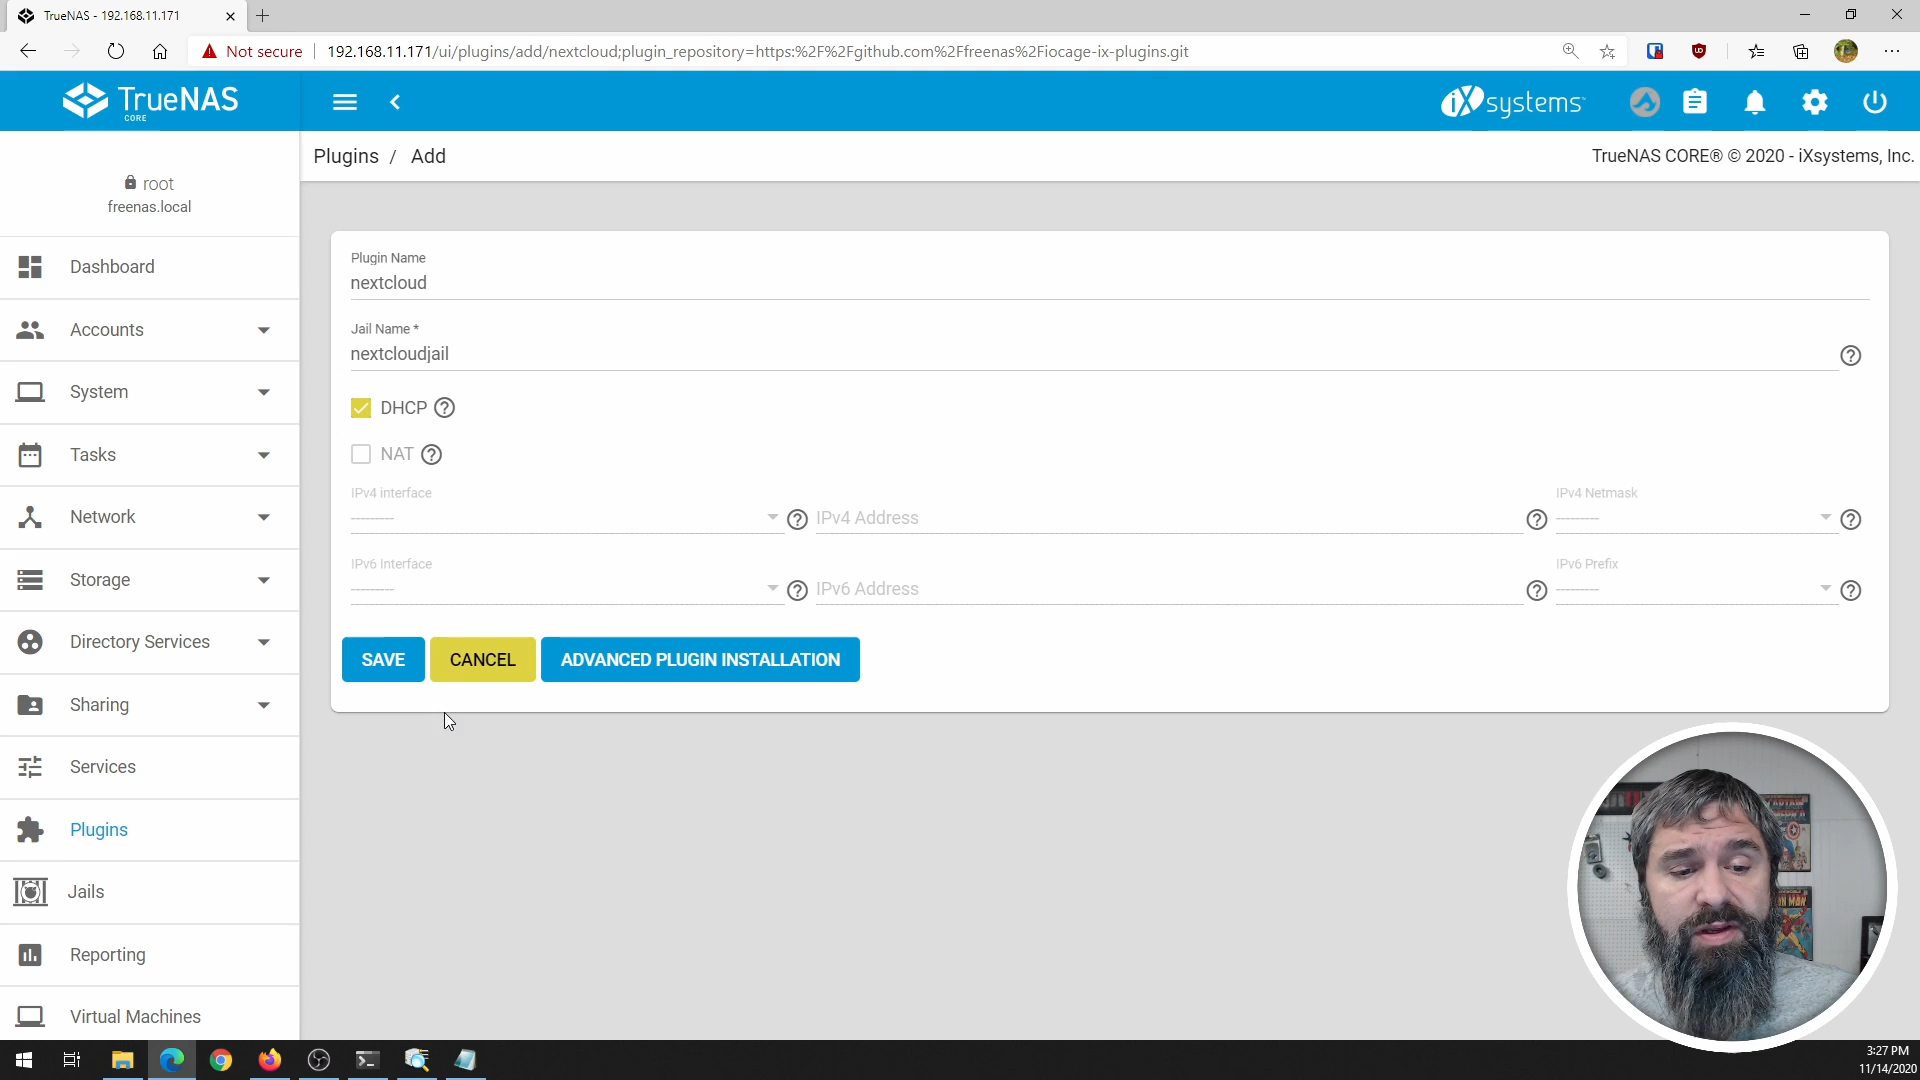 TrueNAS - 192.168.11.171
Not secure
192.168.11.171/ui/plugins/add/nextcloud;plugin_repository=https:%2F%2Fgithub.com%2Ffreenas%2Fiocage-ix-plugins.git
TrueNAS
CORE
iXsystems
Plugins / Add
TrueNAS CORE® © 2020 - iXsystems, Inc.
root
freenas.local
Dashboard
Accounts
System
Tasks
Network
Storage
Directory Services
Sharing
Services
Plugins
Jails
Reporting
Virtual Machines
Plugin Name
nextcloud
Jail Name *
nextcloudjail
DHCP
NAT
IPv4 interface
---------
IPv4 Address
IPv4 Netmask
---------
IPv6 Interface
---------
IPv6 Address
IPv6 Prefix
---------
SAVE
CANCEL
ADVANCED PLUGIN INSTALLATION
IRON MAN
3:27 PM
11/14/2020